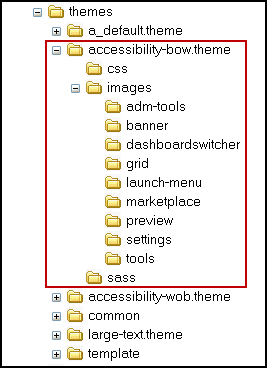 themes
a_default.theme
accessibility-bow.theme
css
images
adm-tools
banner
dashboardswitcher
grid
launch-menu
marketplace
preview
settings
tools
sass
accessibility-wob.theme
common
large-text.theme
template